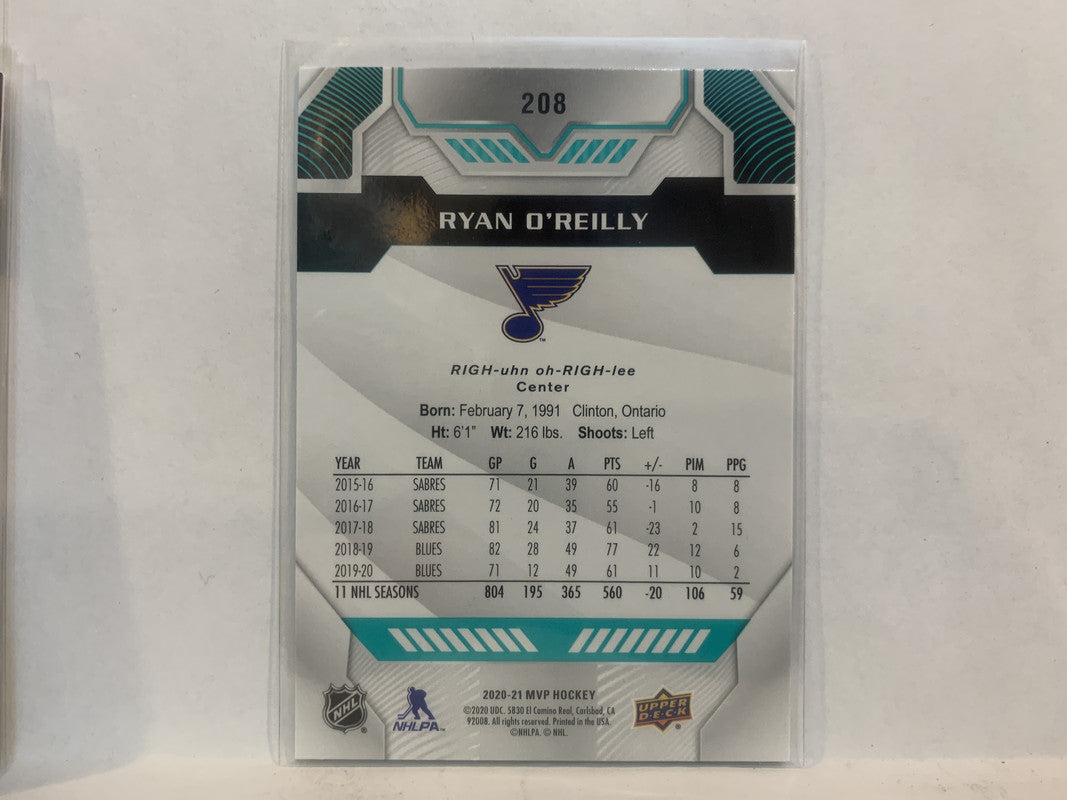 208
RYAN O'REILLY
TM
RIGH-uhn oh-RIGH-lee
Center
Born: February 7, 1991 Clinton, Ontario
Ht: 6'1" Wt: 216 lbs. Shoots: Left
YEAR TEAM GP G A PTS +/- PIM PPG
2015-16 SABRES 71 21 39 60 -16 8 8
2016-17 SABRES 72 20 35 55 -1 10 8
2017-18 SABRES 81 24 37 61 -23 2 15
2018-19 BLUES 82 28 49 77 22 12 6
2019-20 BLUES 71 12 49 61 11 10 2
11 NHL SEASONS 804 195 365 560 -20 106 59
NHL
NHLPA
2020-21 MVP HOCKEY
©2020 UDC. 5830 El Camino Real, Carlsbad, CA
92008. All rights reserved. Printed in the USA.
©NHLPA. © NHL.
UPPER
D·E·C·K
®